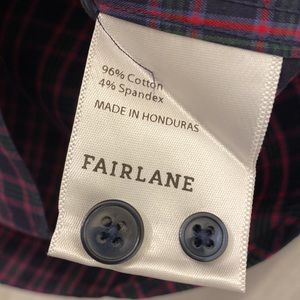 96% Cotton
4% Spandex
MADE IN HONDURAS
FAIRLANE